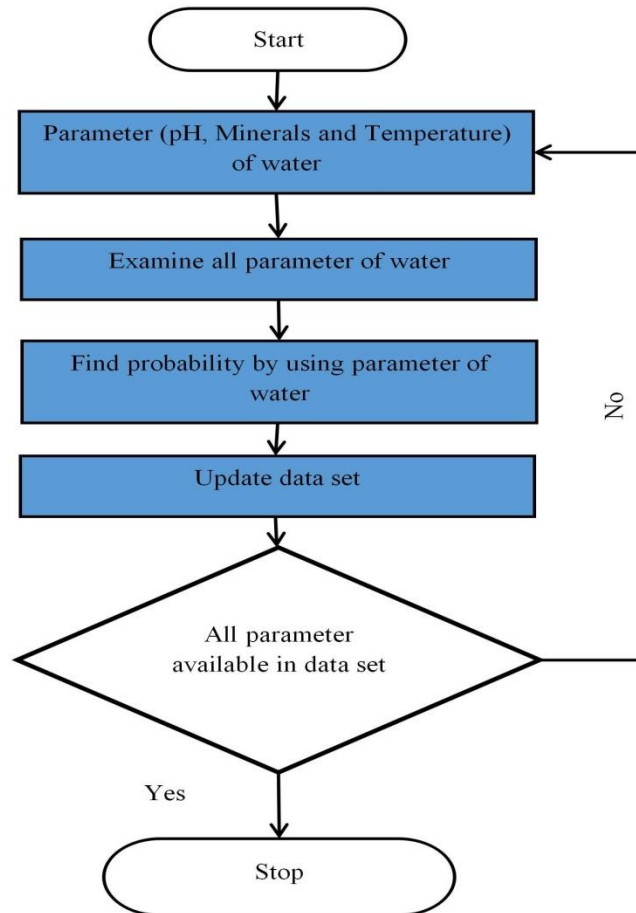 Start
Parameter (pH, Minerals and Temperature)
of water
Examine all parameter of water
Find probability by using parameter of
water
No
Update data set
All parameter
available in data set
Yes
Stop